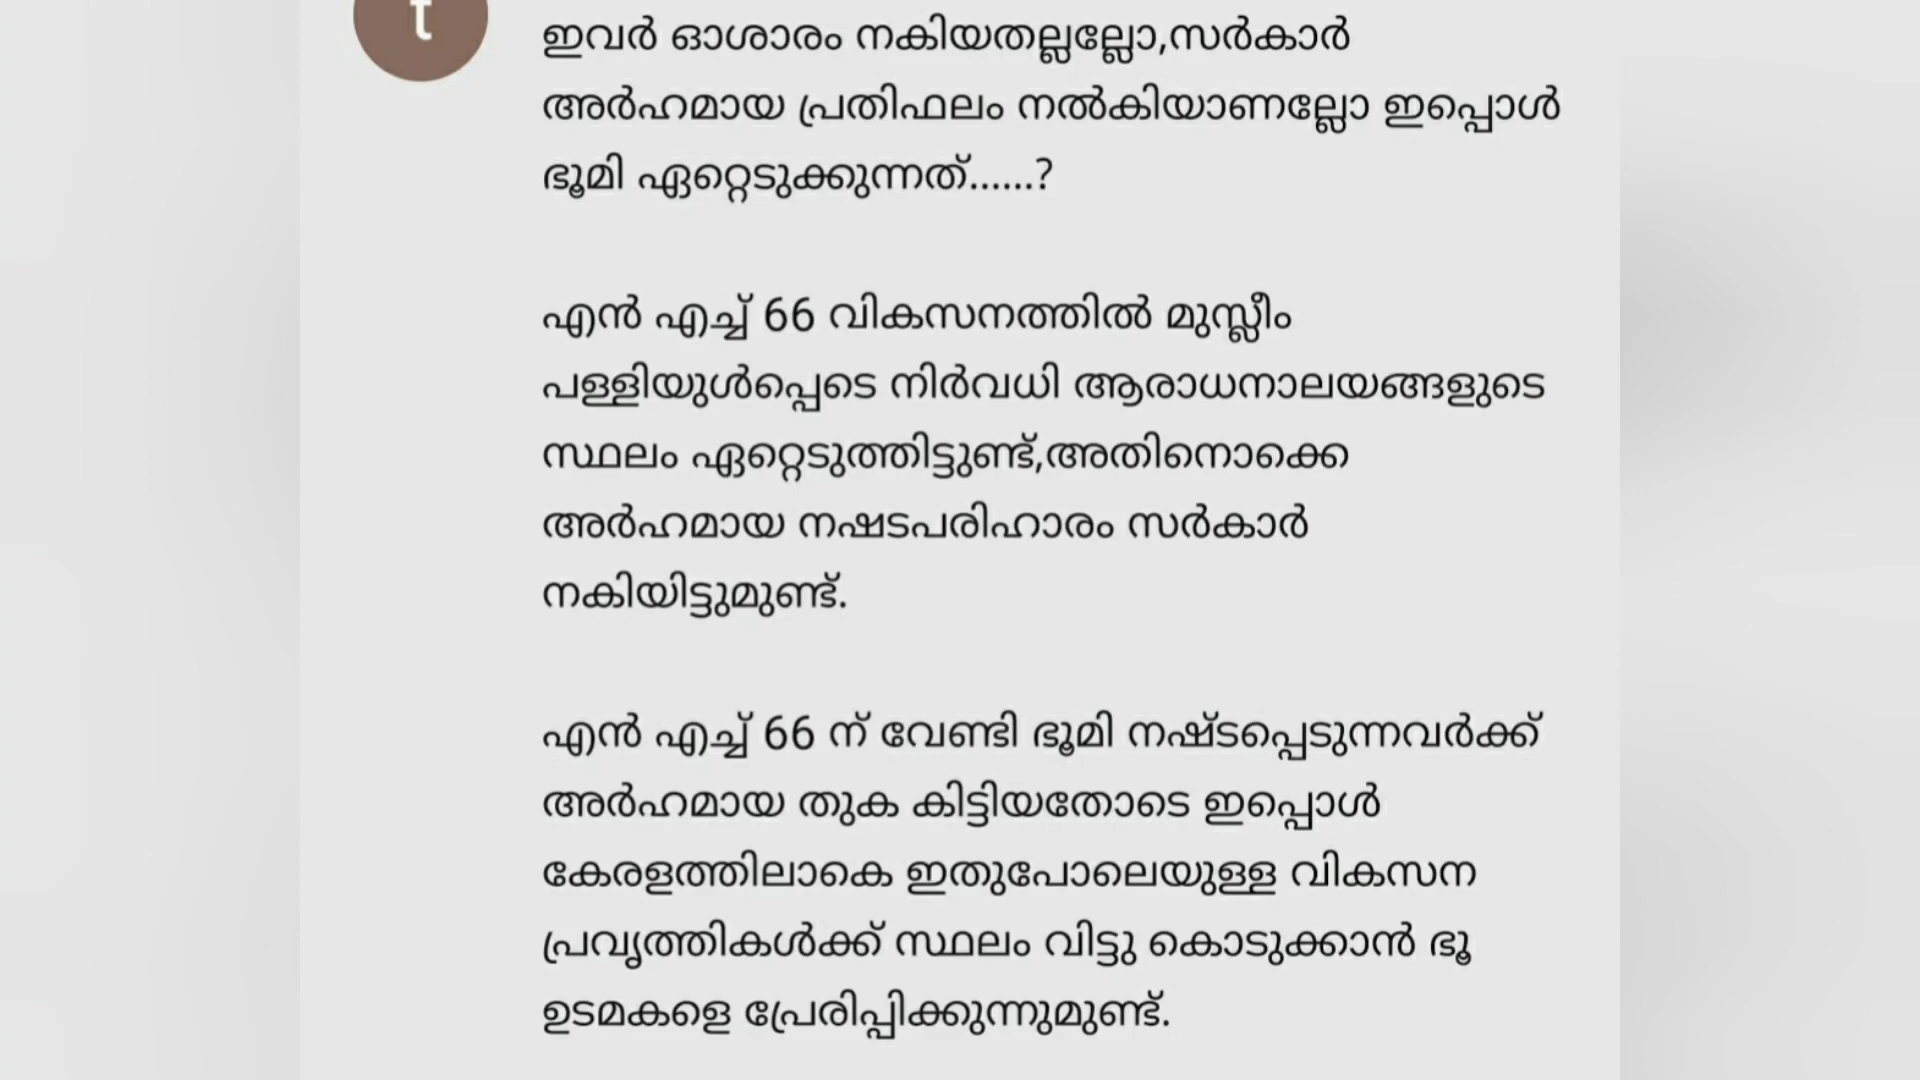 t
ഇവർ ഓശാരം നകിയതല്ലല്ലോ,സർകാർ
അർഹമായ പ്രതിഫലം നൽകിയാണല്ലോ ഇപ്പൊൾ
ഭൂമി ഏറ്റെടുക്കുന്നത്......?
എൻ എച്ച് 66 വികസനത്തിൽ മുസ്ലീം
പള്ളിയുൾപ്പെടെ നിർവധി ആരാധനാലയങ്ങളുടെ
സ്ഥലം ഏറ്റെടുത്തിട്ടുണ്ട്,അതിനൊക്കെ
അർഹമായ നഷടപരിഹാരം സർകാർ
നകിയിട്ടുമുണ്ട്.
എൻ എച്ച് 66 ന് വേണ്ടി ഭൂമി നഷ്ടപ്പെടുന്നവർക്ക്
അർഹമായ തുക കിട്ടിയതോടെ ഇപ്പൊൾ
കേരളത്തിലാകെ ഇതുപോലെയുള്ള വികസന
പ്രവൃത്തികൾക്ക് സ്ഥലം വിട്ടു കൊടുക്കാൻ ഭൂ
ഉടമകളെ പ്രേരിപ്പിക്കുന്നുമുണ്ട്.